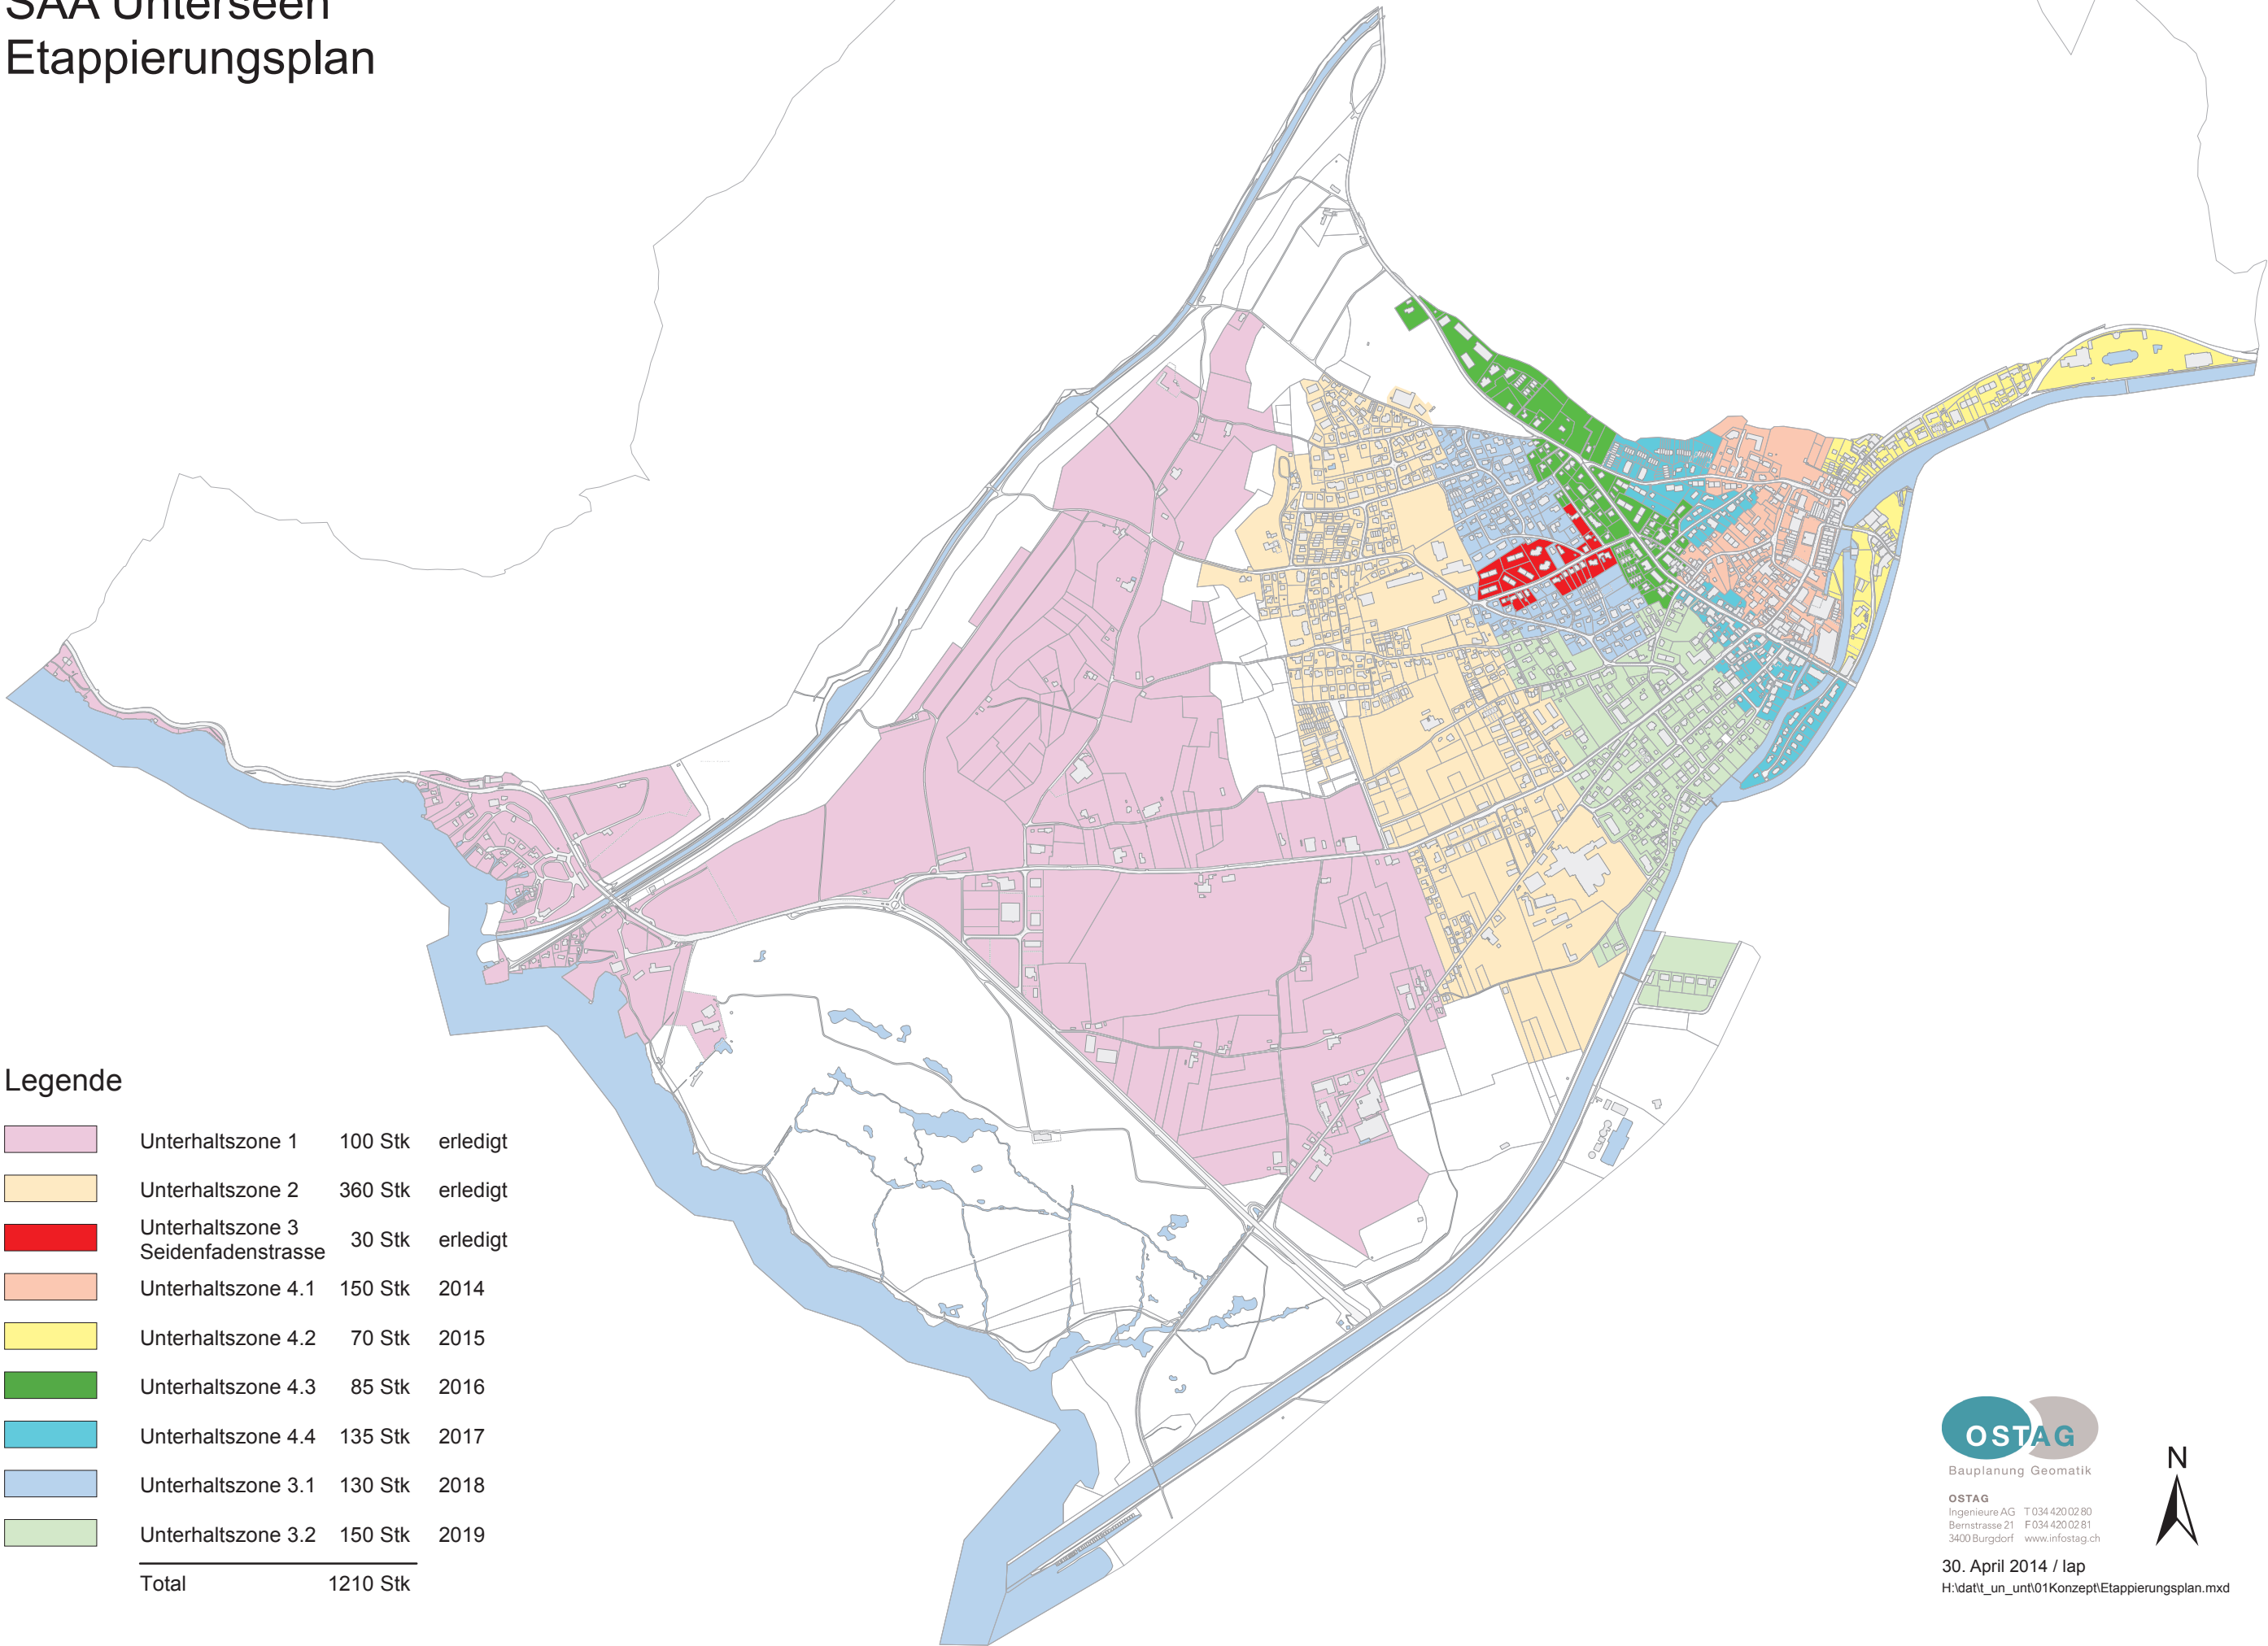 SAA Unterseen
Etappierungsplan
Legende
Unterhaltszone 1 100 Stk erledigt
Unterhaltszone 2 360 Stk erledigt
Unterhaltszone 3
Seidenfadenstrasse 30 Stk erledigt
Unterhaltszone 4.1 150 Stk 2014
Unterhaltszone 4.2 70 Stk 2015
Unterhaltszone 4.3 85 Stk 2016
Unterhaltszone 4.4 135 Stk 2017
Unterhaltszone 3.1 130 Stk 2018
Unterhaltszone 3.2 150 Stk 2019
Total 1210 Stk
OSTAG
Bauplanung Geomatik
OSTAG
Ingenieure AG T 034 420 02 80
Bernstrasse 21 F 034 420 02 81
3400 Burgdorf www.infostag.ch
N
30. April 2014 / lap
H:\dat\t_un_unt\01Konzept\Etappierungsplan.mxd